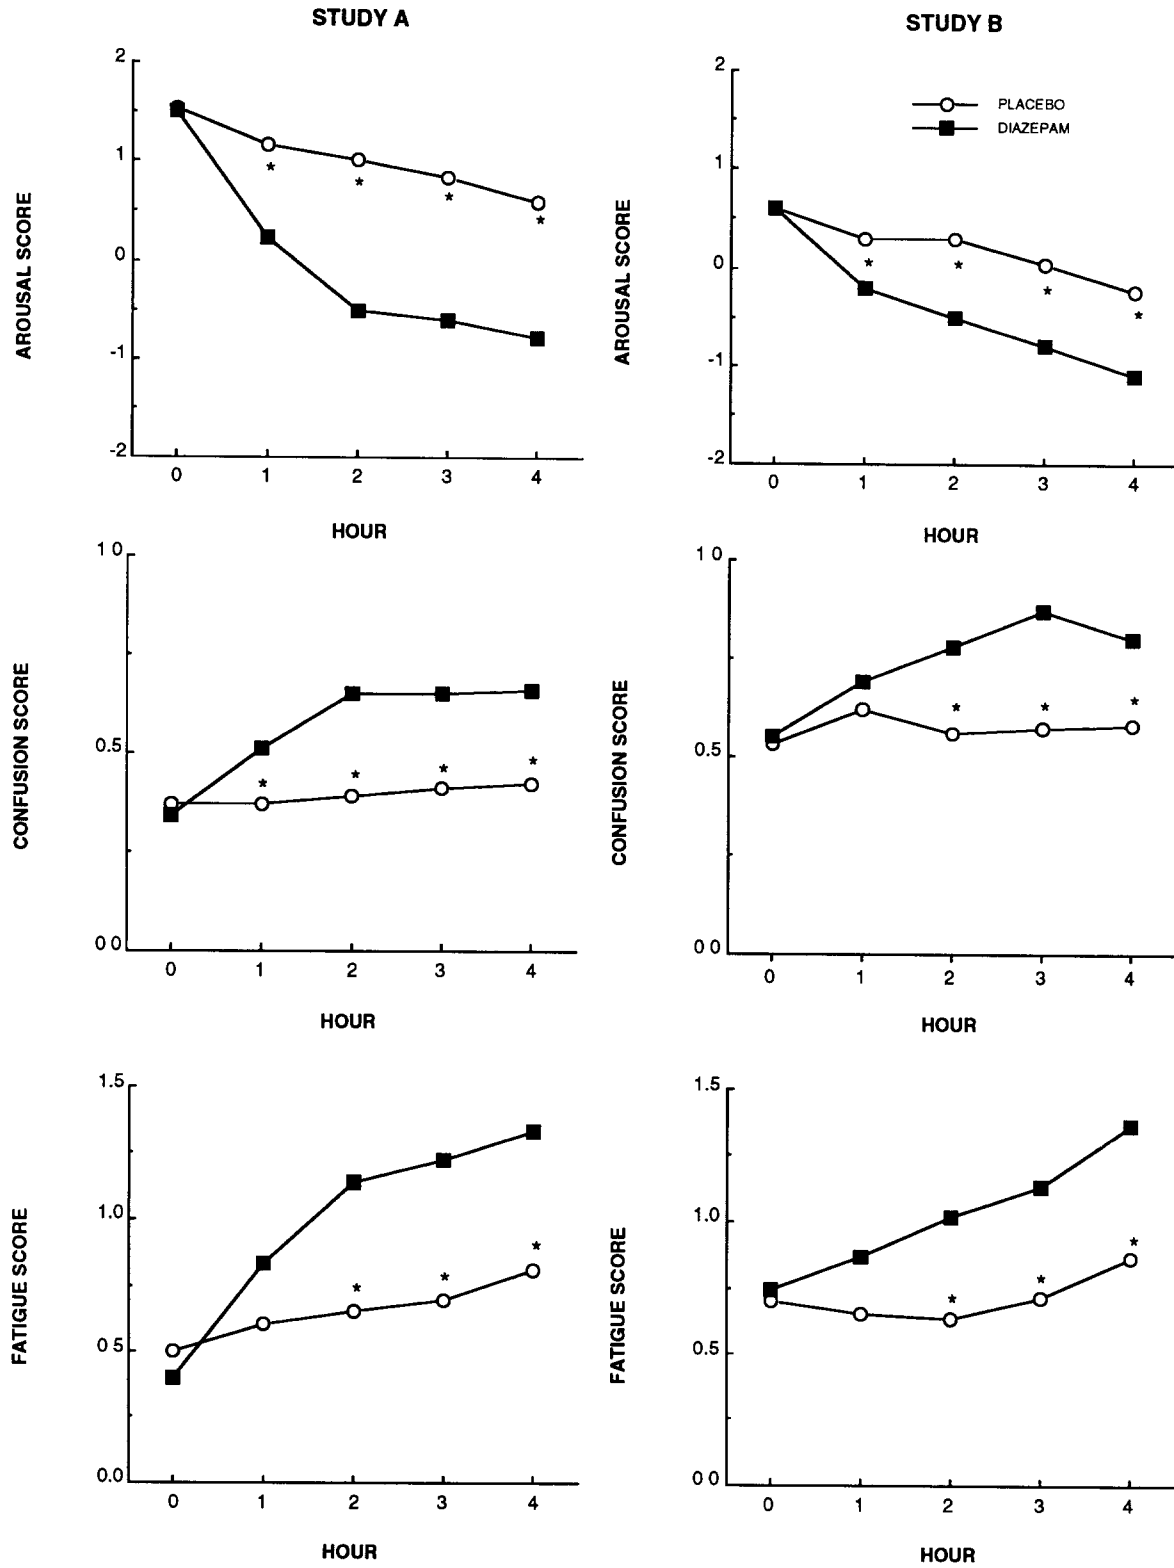 STUDY A
2
1
0
-1
-2
AROUSAL SCORE
*
*
*
*
0 1 2 3 4
HOUR
STUDY B
2
1
0
-1
-2
AROUSAL SCORE
PLACEBO
DIAZEPAM
*
*
*
*
0 1 2 3 4
HOUR
1 0
0.5
0 0
CONFUSION SCORE
*
*
*
*
0 1 2 3 4
HOUR
1 0
0.5
0 0
CONFUSION SCORE
*
*
*
*
0 1 2 3 4
HOUR
1.5
1.0
0.5
0.0
FATIGUE SCORE
*
*
*
0 1 2 3 4
HOUR
1.5
1.0
0.5
0 0
FATIGUE SCORE
*
*
*
0 1 2 3 4
HOUR